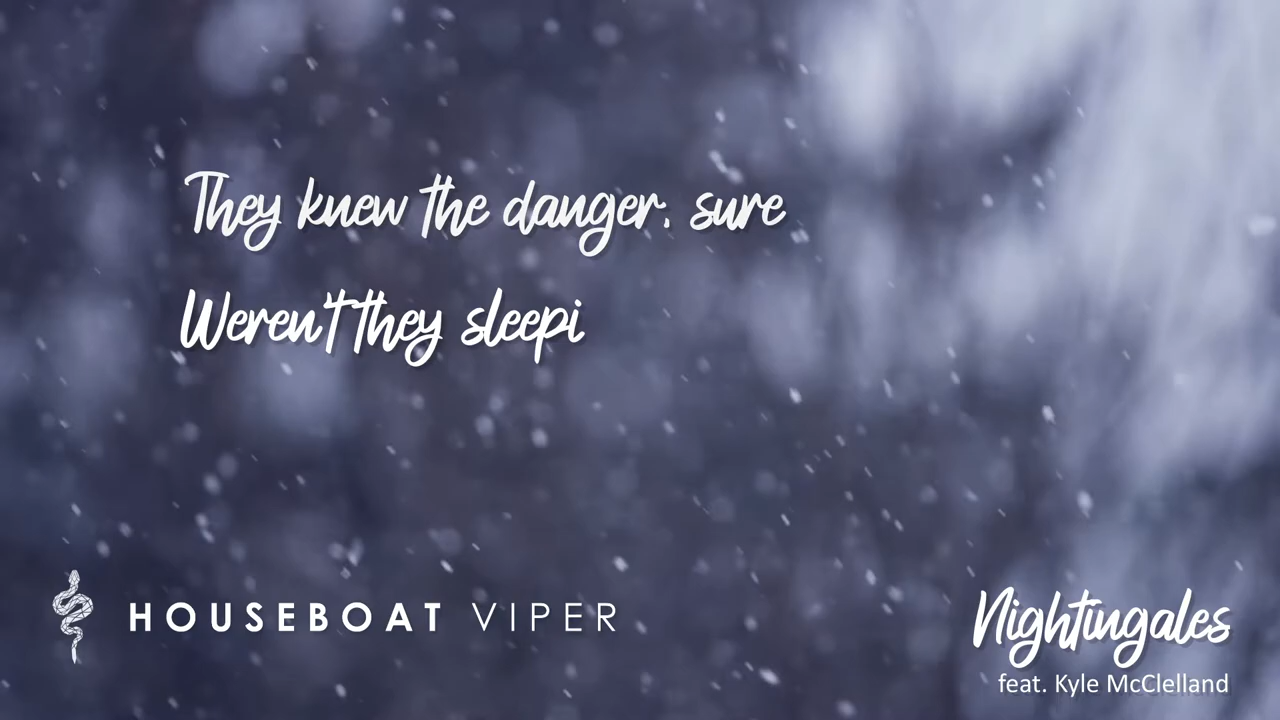 They knew the danger, sure
Weren't they sleepi
HOUSEBOAT VIPER
Nightingales
feat. Kyle McClelland